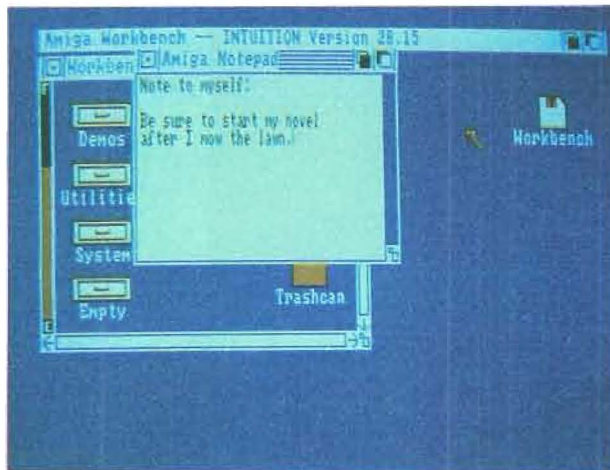 Amiga Workbench -- INTUITION Version 28.15
Workben
Amiga Notepad
Note to myself:
Be sure to start my novel
after I mow the lawn.
Demos
Utilitie
System
Empty
Trashcan
Workbench